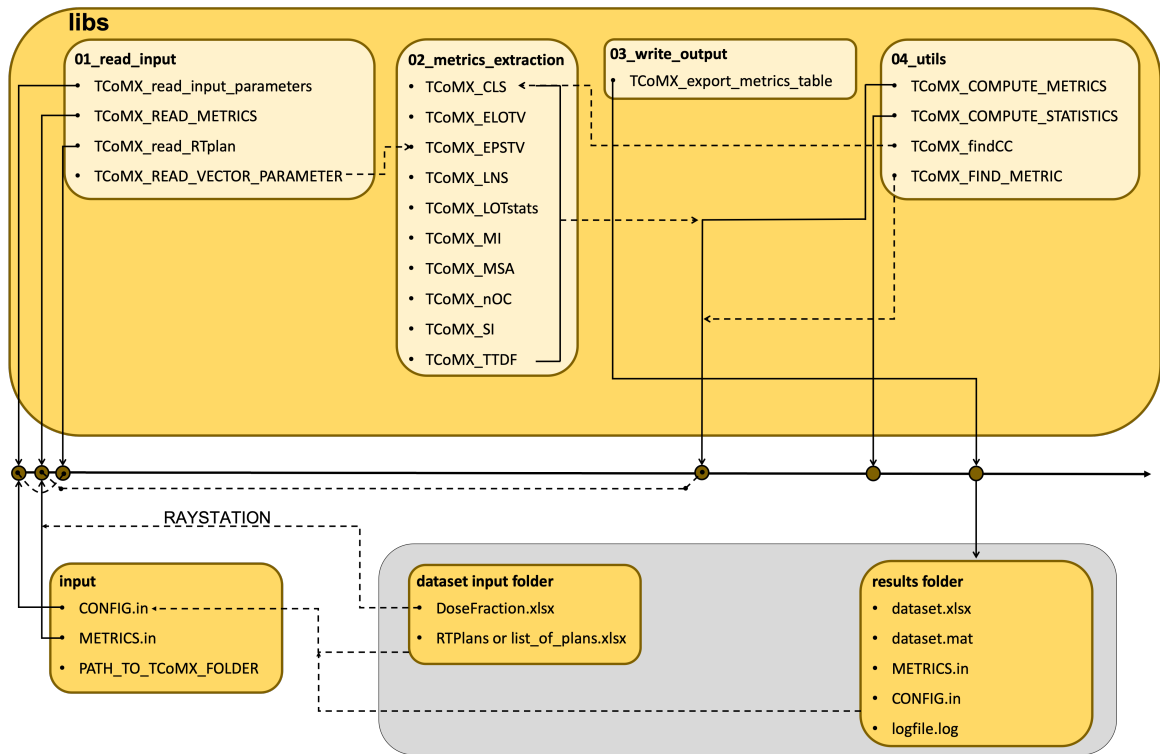 libs
01_read_input
TCoMX_read_input_parameters
TCoMX_READ_METRICS
TCoMX_read_RTplan
TCoMX_READ_VECTOR_PARAMETER
02_metrics_extraction
TCoMX_CLS
TCoMX_ELOTV
TCoMX_EPSTV
TCoMX_LNS
TCoMX_LOTstats
TCoMX_MI
TCoMX_MSA
TCoMX_nOC
TCoMX_SI
TCoMX_TTDF
03_write_output
TCoMX_export_metrics_table
04_utils
TCoMX_COMPUTE_METRICS
TCoMX_COMPUTE_STATISTICS
TCoMX_findCC
TCoMX_FIND_METRIC
RAYSTATION
input
CONFIG.in
METRICS.in
PATH_TO_TCoMX_FOLDER
dataset input folder
DoseFraction.xlsx
RTPlans or list_of_plans.xlsx
results folder
dataset.xlsx
dataset.mat
METRICS.in
CONFIG.in
logfile.log